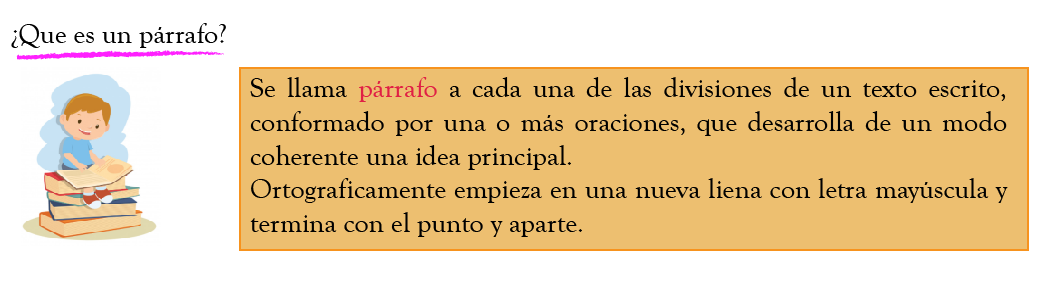 ¿Que es un párrafo?
Se llama párrafo a cada una de las divisiones de un texto escrito,
conformado por una o más oraciones, que desarrolla de un modo
coherente una idea principal.
Ortograficamente empieza en una nueva liena con letra mayúscula y
termina con el punto y aparte.